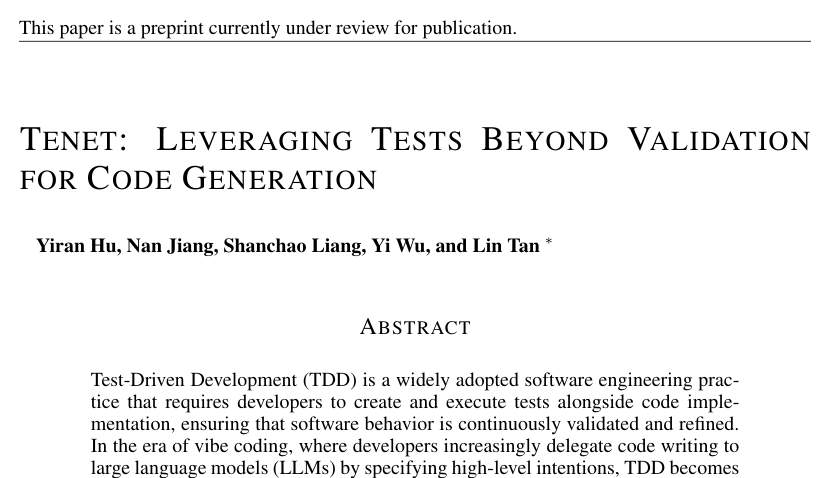 This paper is a preprint currently under review for publication.
TENET: LEVERAGING TESTS BEYOND VALIDATION
FOR CODE GENERATION
Yiran Hu, Nan Jiang, Shanchao Liang, Yi Wu, and Lin Tan *
ABSTRACT
Test-Driven Development (TDD) is a widely adopted software engineering prac-
tice that requires developers to create and execute tests alongside code imple-
mentation, ensuring that software behavior is continuously validated and refined.
In the era of vibe coding, where developers increasingly delegate code writing to
large language models (LLMs) by specifying high-level intentions, TDD becomes